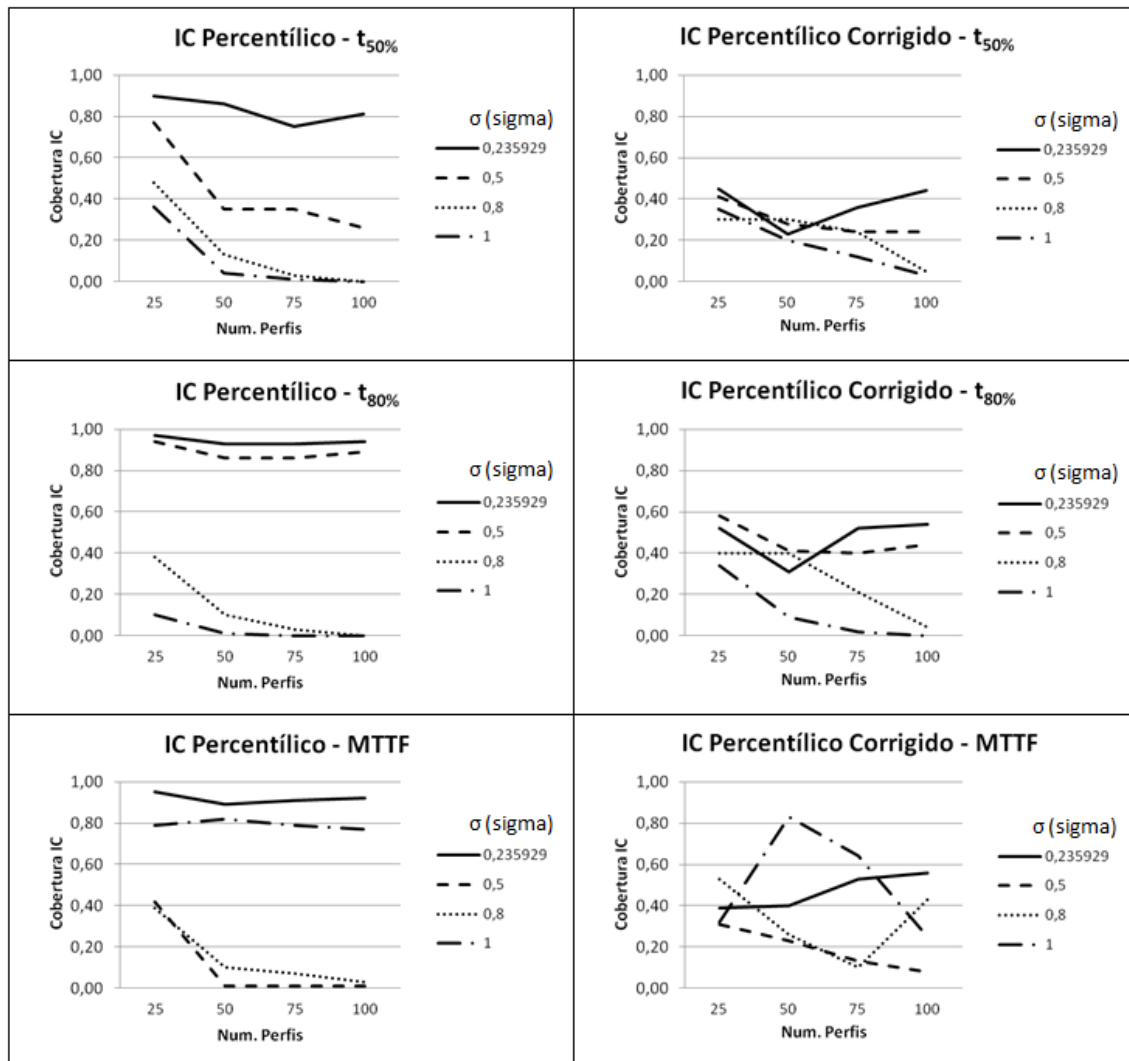 IC Percentílico - t50%
1,00
0,80
0,60
0,40
0,20
0,00
Cobertura IC
25 50 75 100
Num. Perfis
σ (sigma)
0,235929
0,5
0,8
1
IC Percentílico Corrigido - t50%
1,00
0,80
0,60
0,40
0,20
0,00
Cobertura IC
25 50 75 100
Num. Perfis
σ (sigma)
0,235929
0,5
0,8
1
IC Percentílico - t80%
1,00
0,80
0,60
0,40
0,20
0,00
Cobertura IC
25 50 75 100
Num. Perfis
σ (sigma)
0,235929
0,5
0,8
1
IC Percentílico Corrigido - t80%
1,00
0,80
0,60
0,40
0,20
0,00
Cobertura IC
25 50 75 100
Num. Perfis
σ (sigma)
0,235929
0,5
0,8
1
IC Percentílico - MTTF
1,00
0,80
0,60
0,40
0,20
0,00
Cobertura IC
25 50 75 100
Num. Perfis
σ (sigma)
0,235929
0,5
0,8
1
IC Percentílico Corrigido - MTTF
1,00
0,80
0,60
0,40
0,20
0,00
Cobertura IC
25 50 75 100
Num. Perfis
σ (sigma)
0,235929
0,5
0,8
1